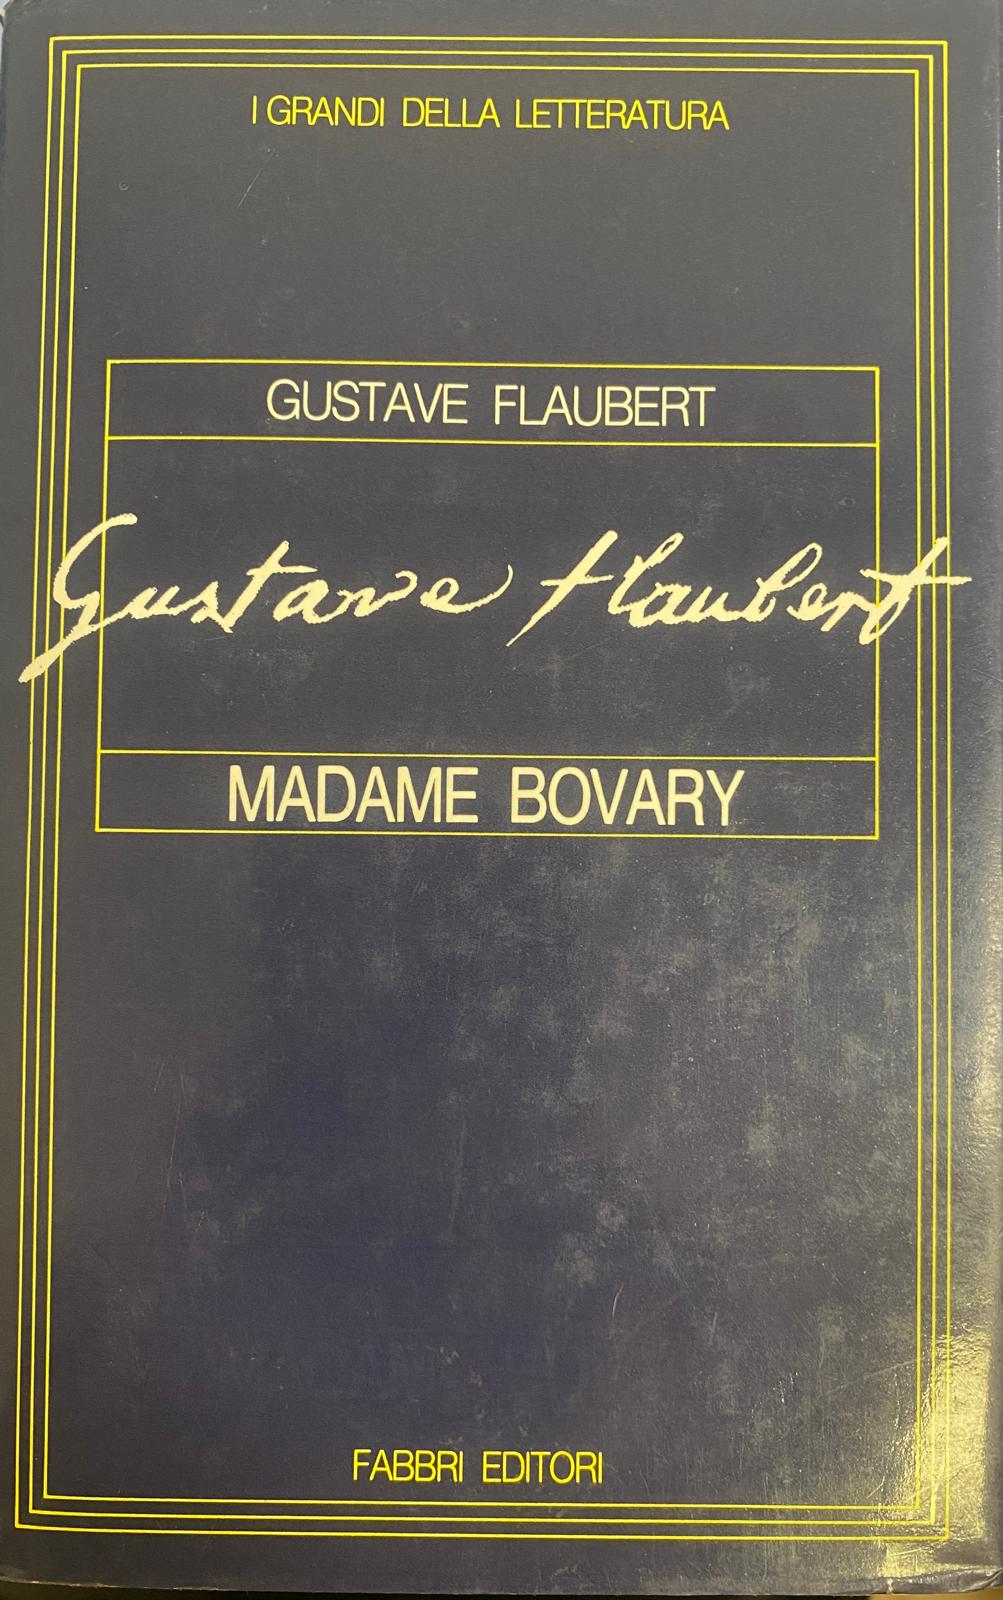 I GRANDI DELLA LETTERATURA
GUSTAVE FLAUBERT
Gustave Flaubert
MADAME BOVARY
FABBRI EDITORI